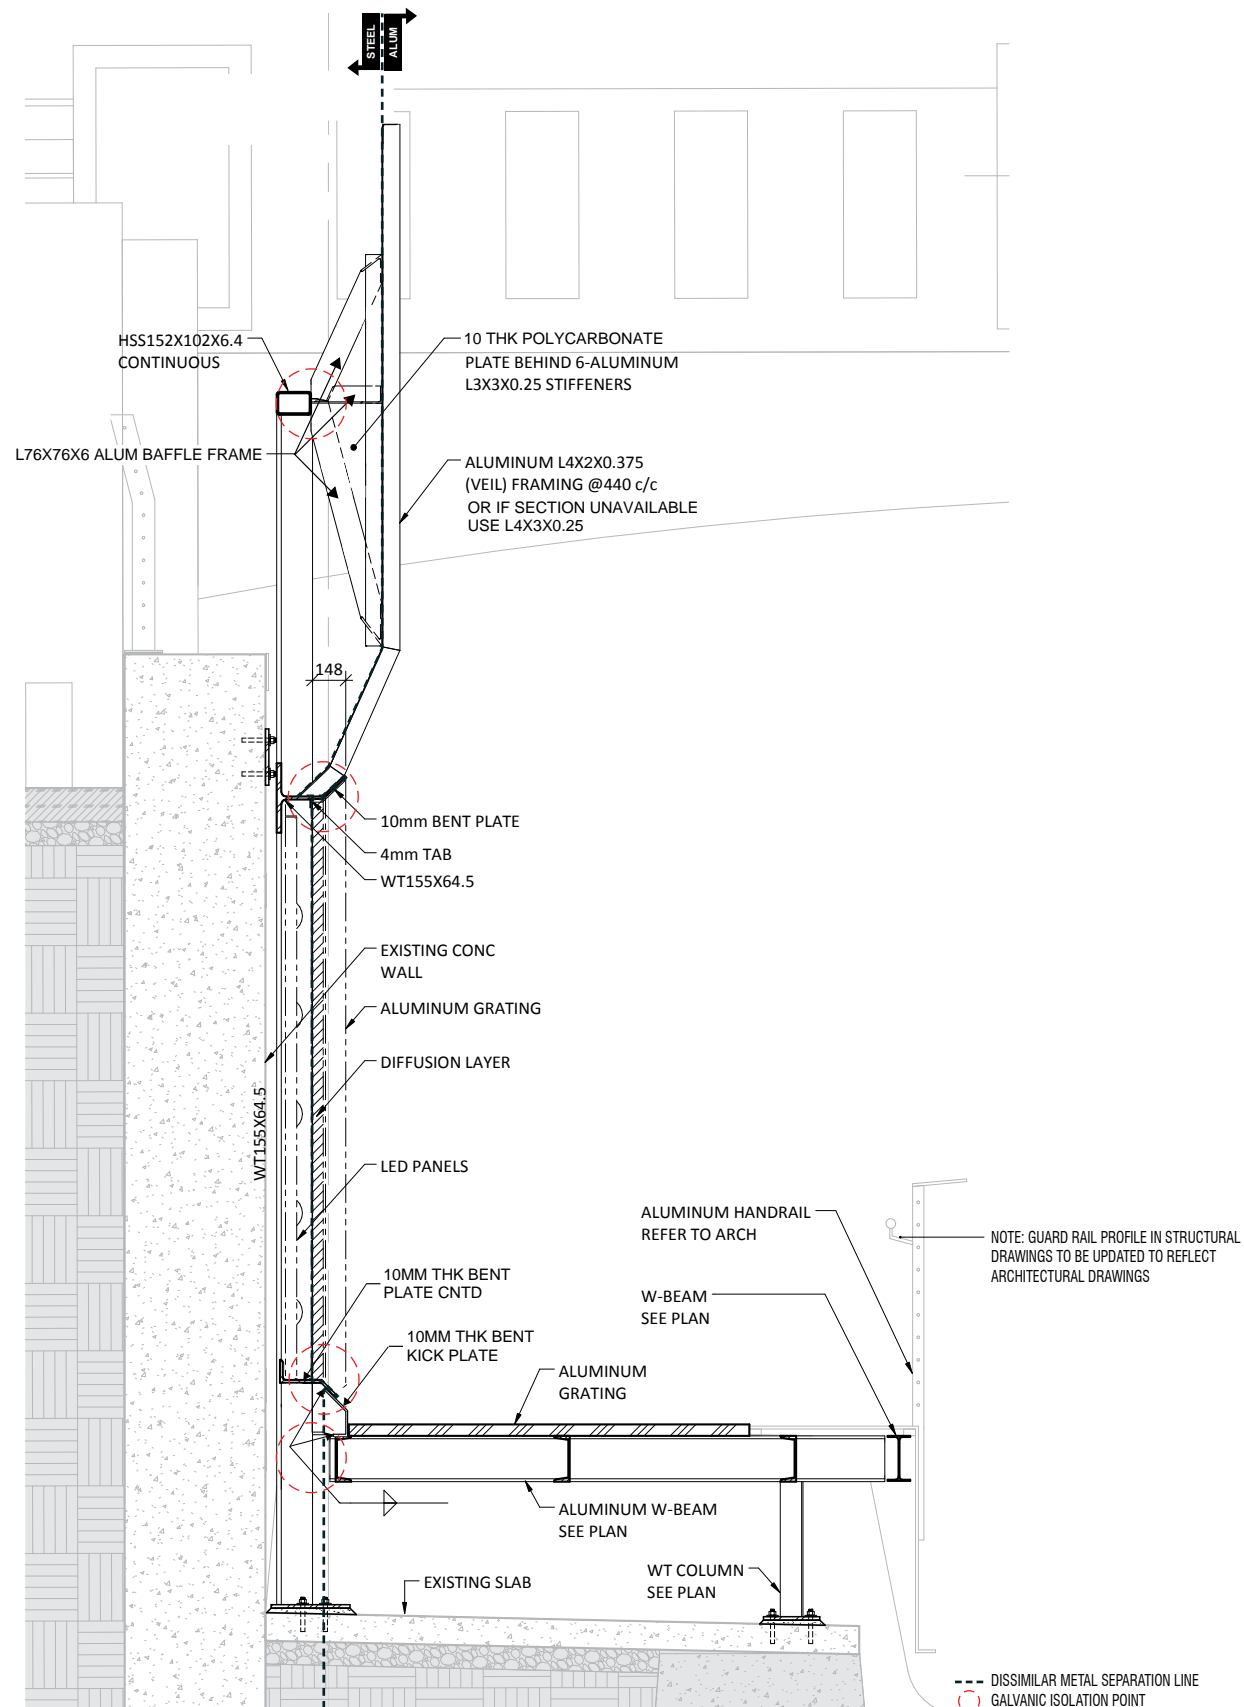 STEEL
ALUM
HSS152X102X6.4
CONTINUOUS
10 THK POLYCARBONATE
PLATE BEHIND 6-ALUMINUM
L3X3X0.25 STIFFENERS
L76X76X6 ALUM BAFFLE FRAME
ALUMINUM L4X2X0.375
(VEIL) FRAMING @440 c/c
OR IF SECTION UNAVAILABLE
USE L4X3X0.25
148
10mm BENT PLATE
4mm TAB
WT155X64.5
EXISTING CONC
WALL
ALUMINUM GRATING
DIFFUSION LAYER
WT155X64.5
LED PANELS
ALUMINUM HANDRAIL
REFER TO ARCH
NOTE: GUARD RAIL PROFILE IN STRUCTURAL
DRAWINGS TO BE UPDATED TO REFLECT
ARCHITECTURAL DRAWINGS
10MM THK BENT
PLATE CNTD
W-BEAM
SEE PLAN
10MM THK BENT
KICK PLATE
ALUMINUM
GRATING
ALUMINUM W-BEAM
SEE PLAN
EXISTING SLAB
WT COLUMN
SEE PLAN
DISSIMILAR METAL SEPARATION LINE
GALVANIC ISOLATION POINT